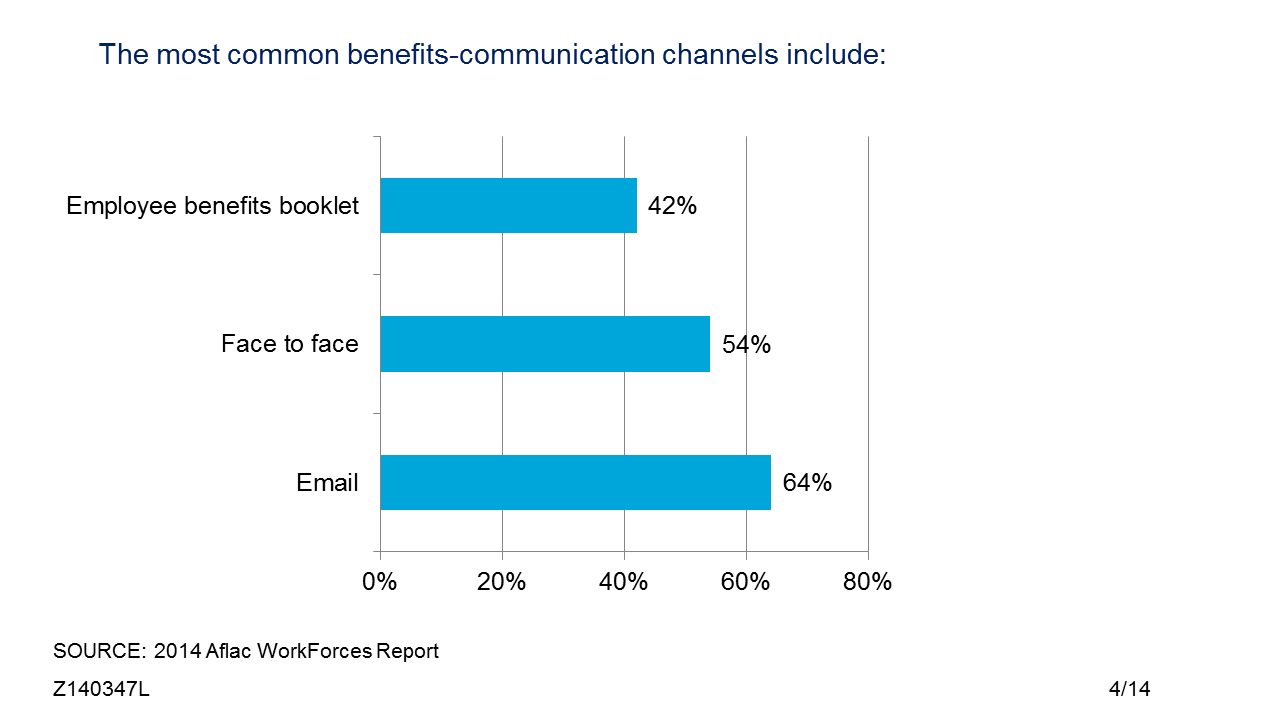 The most common benefits-communication channels include:
Employee benefits booklet 42%
Face to face 54%
Email 64%
0% 20% 40% 60% 80%
SOURCE: 2014 Aflac WorkForces Report
Z140347L 4/14